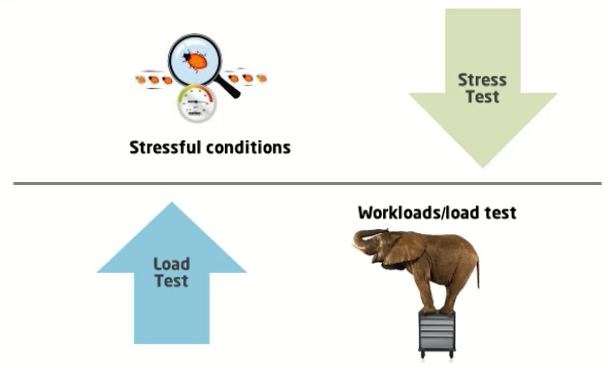 Stressful conditions
Stress
Test
Workloads/load test
Load
Test